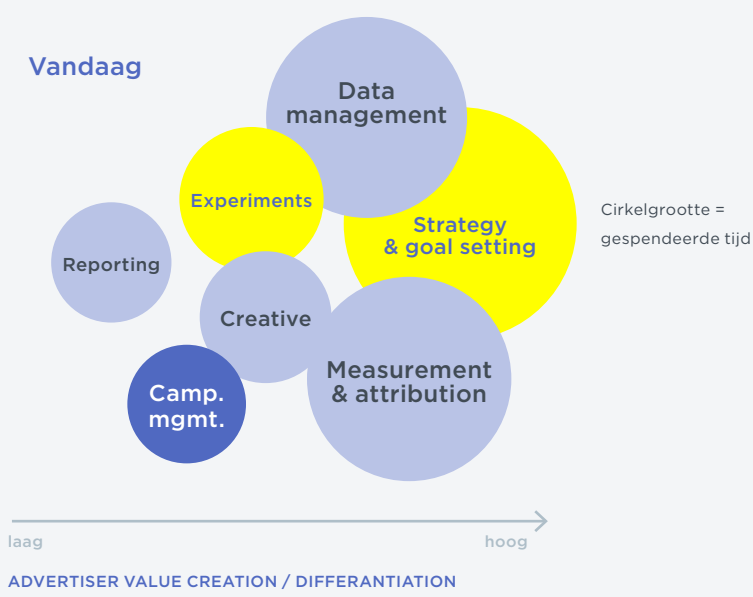 Vandaag
Data
management
Experiments
Strategy
& goal setting
Cirkelgrootte =
gespendeerde tijd
Reporting
Creative
Measurement
& attribution
Camp.
mgmt.
laag
hoog
ADVERTISER VALUE CREATION / DIFFERANTIATION